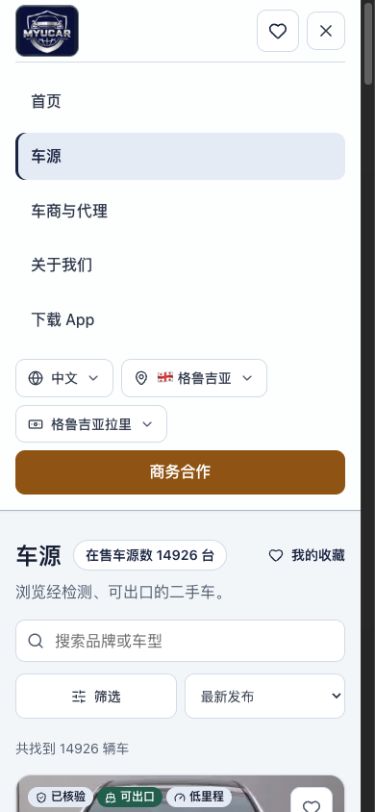 MYUCAR
首页
车源
车商与代理
关于我们
下载 App
中文
格鲁吉亚
格鲁吉亚拉里
商务合作
车源 在售车源数 14926 台 我的收藏
浏览经检测、可出口的二手车。
搜索品牌或车型
筛选 最新发布
共找到 14926 辆车
已核验 可出口 低里程